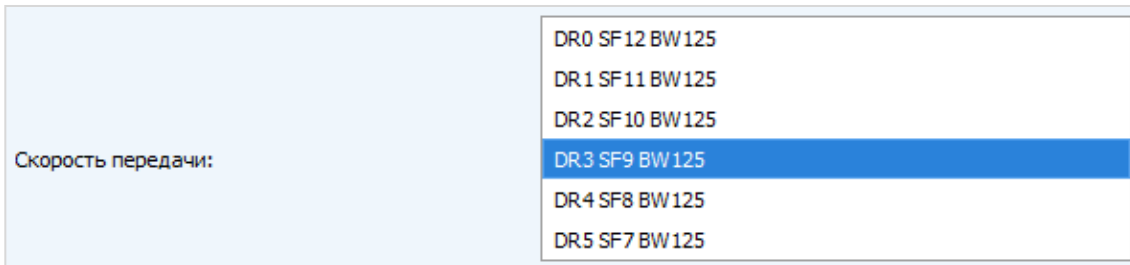 DR0 SF12 BW125
DR1 SF11 BW125
DR2 SF10 BW125
Скорость передачи:
DR3 SF9 BW125
DR4 SF8 BW125
DR5 SF7 BW125